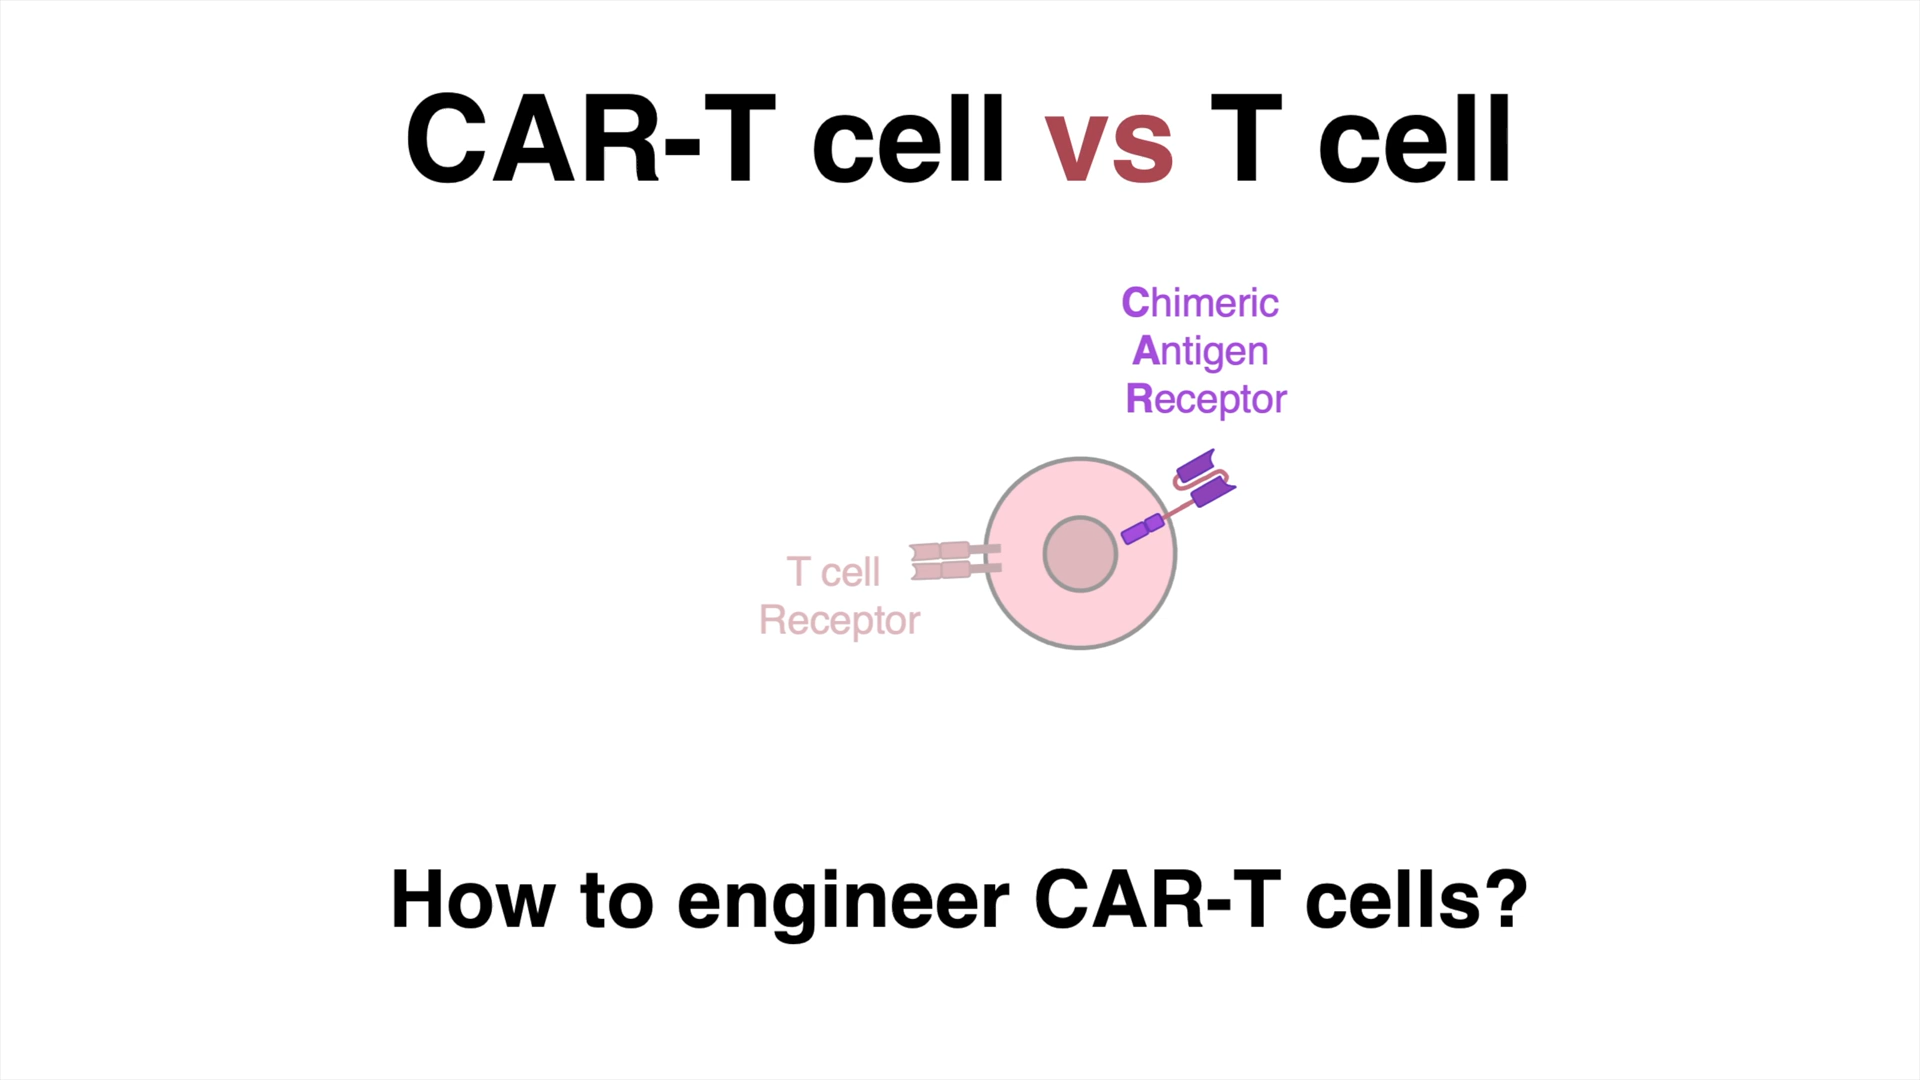 CAR-T cell vs T cell
Chimeric
Antigen
Receptor
T cell
Receptor
How to engineer CAR-T cells?